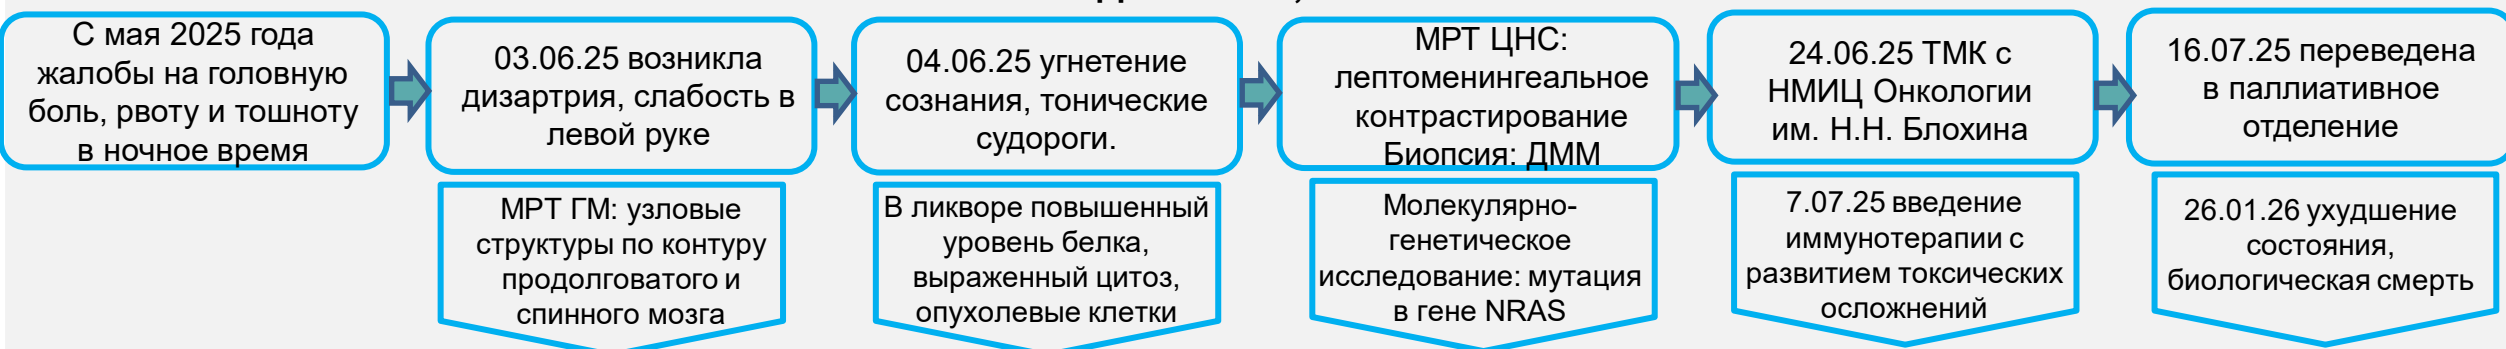 С мая 2025 года
жалобы на головную
боль, рвоту и тошноту
в ночное время
03.06.25 возникла
дизартрия, слабость в
левой руке
04.06.25 угнетение
сознания, тонические
судороги.
МРТ ЦНС:
лептоменингеальное
контрастирование
Биопсия: ДММ
24.06.25 ТМК с
НМИЦ Онкологии
им. Н.Н. Блохина
16.07.25 переведена
в паллиативное
отделение
МРТ ГМ: узловые
структуры по контуру
продолговатого и
спинного мозга
В ликворе повышенный
уровень белка,
выраженный цитоз,
опухолевые клетки
Молекулярно-
генетическое
исследование: мутация
в гене NRAS
7.07.25 введение
иммунотерапии с
развитием токсических
осложнений
26.01.26 ухудшение
состояния,
биологическая смерть